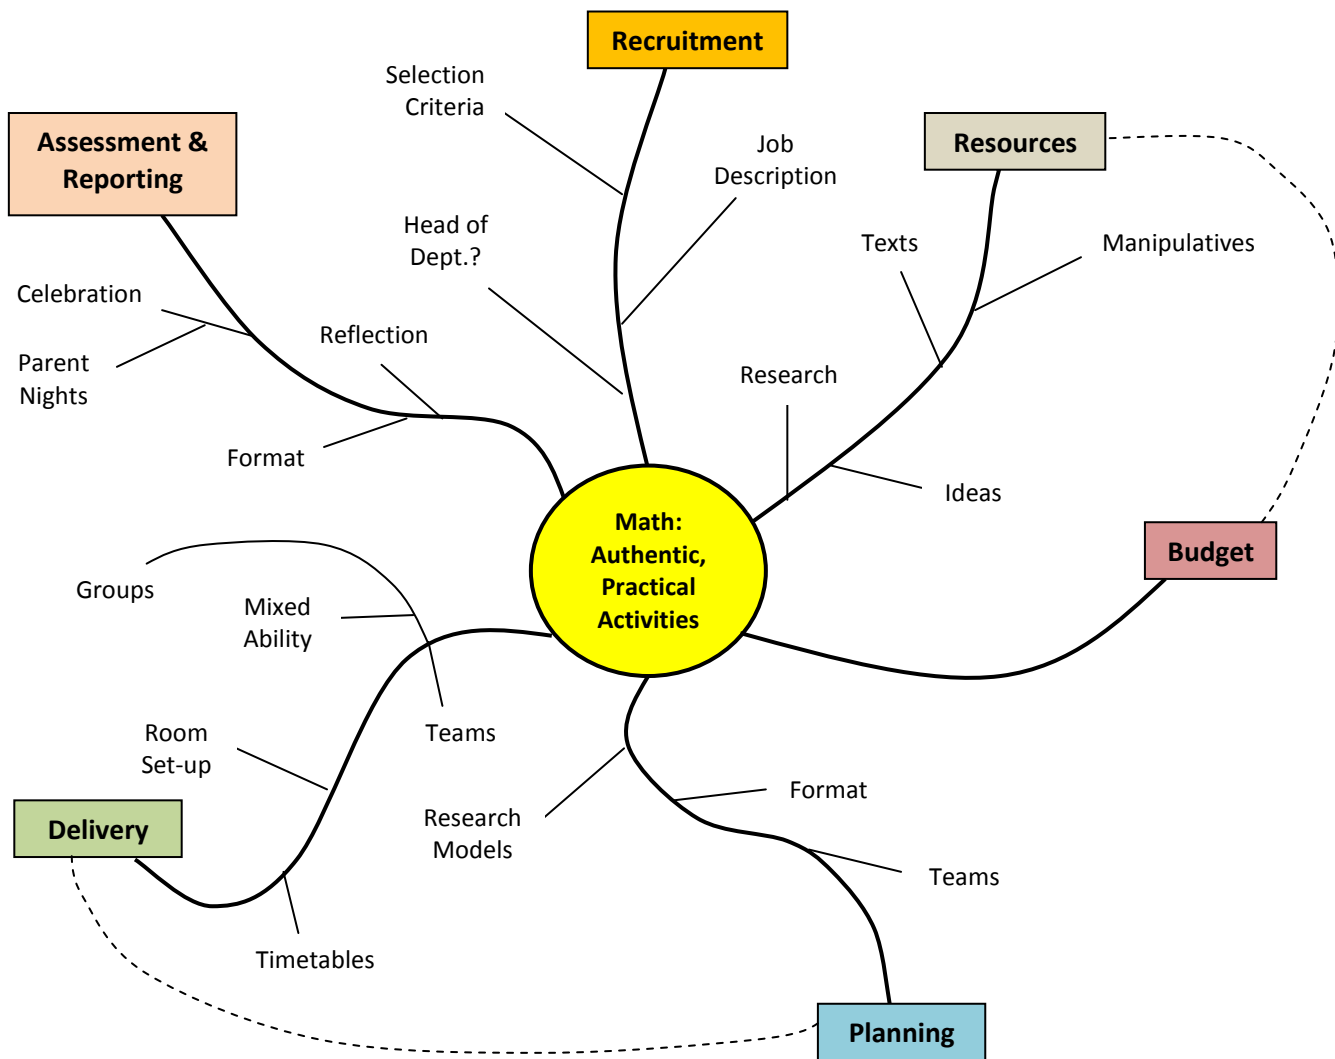 Recruitment
Selection
Criteria
Job
Description
Head of
Dept.?
Assessment &
Reporting
Celebration
Parent
Nights
Reflection
Format
Resources
Texts
Manipulatives
Research
Ideas
Math:
Authentic,
Practical
Activities
Budget
Groups
Mixed
Ability
Teams
Room
Set-up
Delivery
Timetables
Research
Models
Format
Teams
Planning